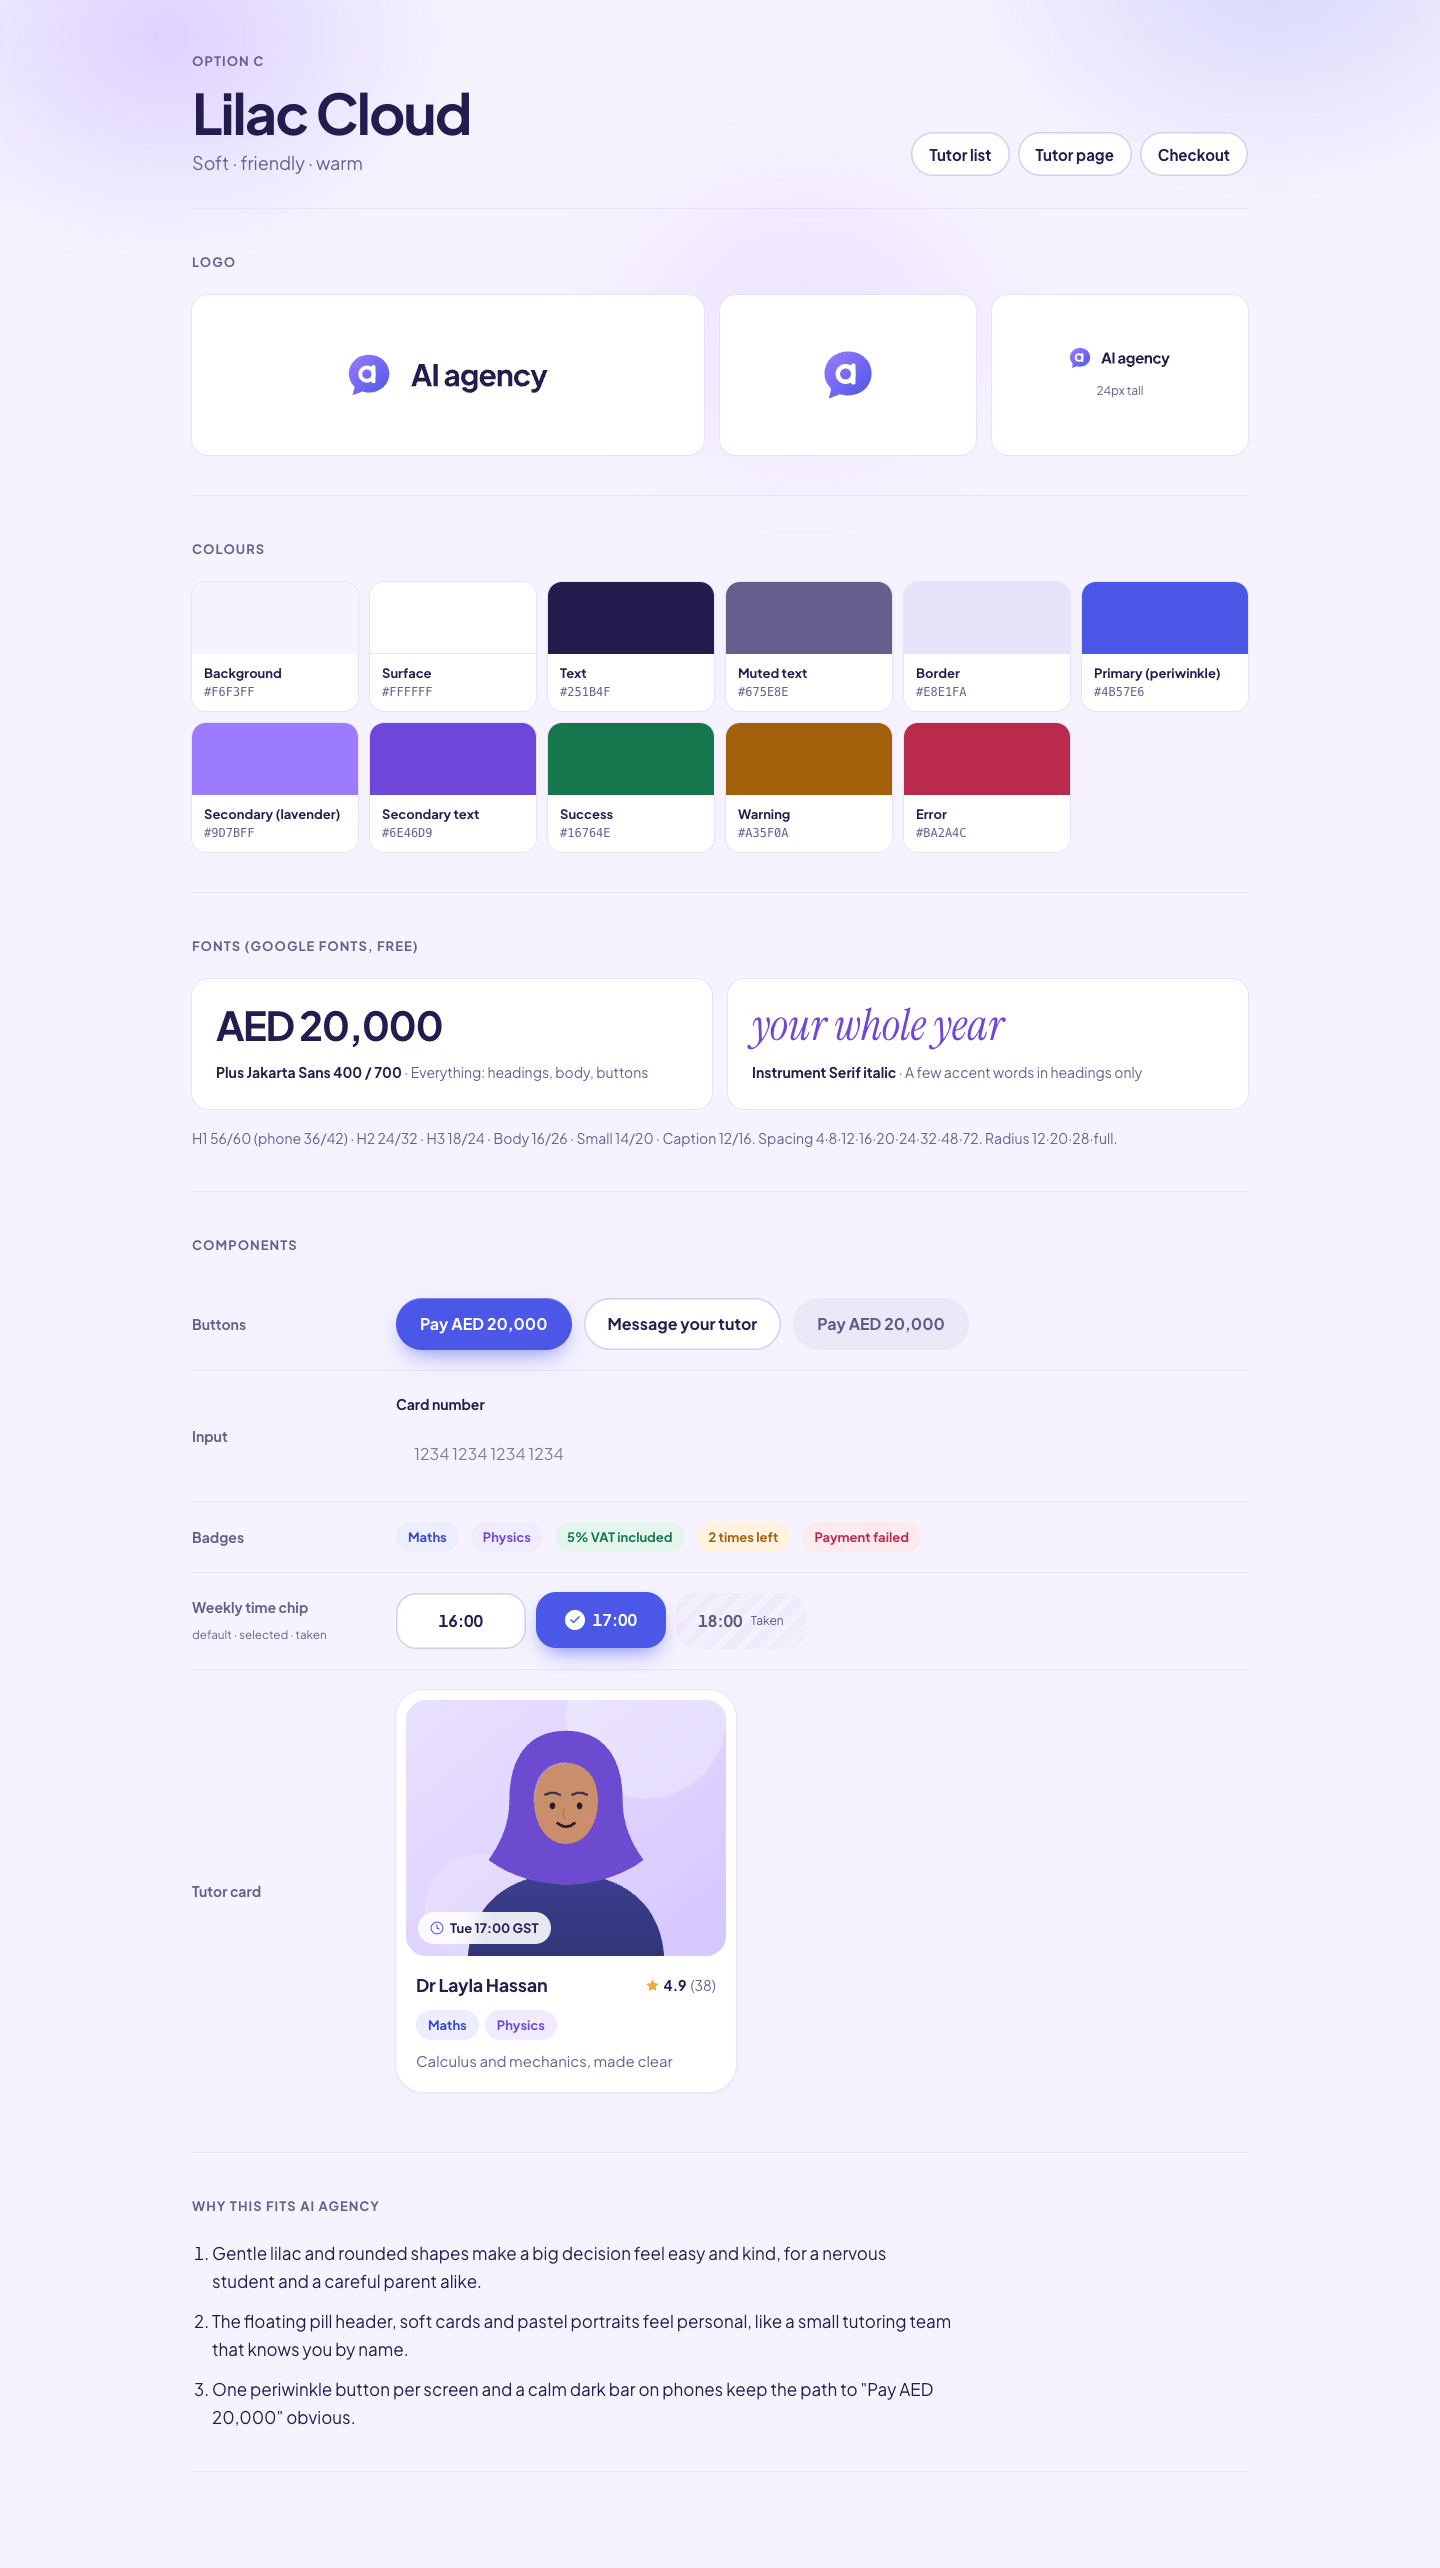 OPTION C
Lilac Cloud
Soft · friendly · warm
Tutor list
Tutor page
Checkout
LOGO
a AI agency
a
a AI agency
24px tall
COLOURS
Background
#F6F3FF
Surface
#FFFFFF
Text
#251B4F
Muted text
#675E8E
Border
#E8E1FA
Primary (periwinkle)
#4B57E6
Secondary (lavender)
#9D7BFF
Secondary text
#6E46D9
Success
#16764E
Warning
#A35F0A
Error
#BA2A4C
FONTS (GOOGLE FONTS, FREE)
AED 20,000
Plus Jakarta Sans 400 / 700 · Everything: headings, body, buttons
your whole year
Instrument Serif italic · A few accent words in headings only
H1 56/60 (phone 36/42) · H2 24/32 · H3 18/24 · Body 16/26 · Small 14/20 · Caption 12/16. Spacing 4·8·12·16·20·24·32·48·72. Radius 12·20·28·full.
COMPONENTS
Buttons
Pay AED 20,000
Message your tutor
Pay AED 20,000
Input
Card number
1234 1234 1234 1234
Badges
Maths
Physics
5% VAT included
2 times left
Payment failed
Weekly time chip
default · selected · taken
16:00
17:00
18:00 Taken
Tutor card
Tue 17:00 GST
Dr Layla Hassan
4.9 (38)
Maths
Physics
Calculus and mechanics, made clear
WHY THIS FITS AI AGENCY
1. Gentle lilac and rounded shapes make a big decision feel easy and kind, for a nervous
student and a careful parent alike.
2. The floating pill header, soft cards and pastel portraits feel personal, like a small tutoring team
that knows you by name.
3. One periwinkle button per screen and a calm dark bar on phones keep the path to "Pay AED
20,000" obvious.